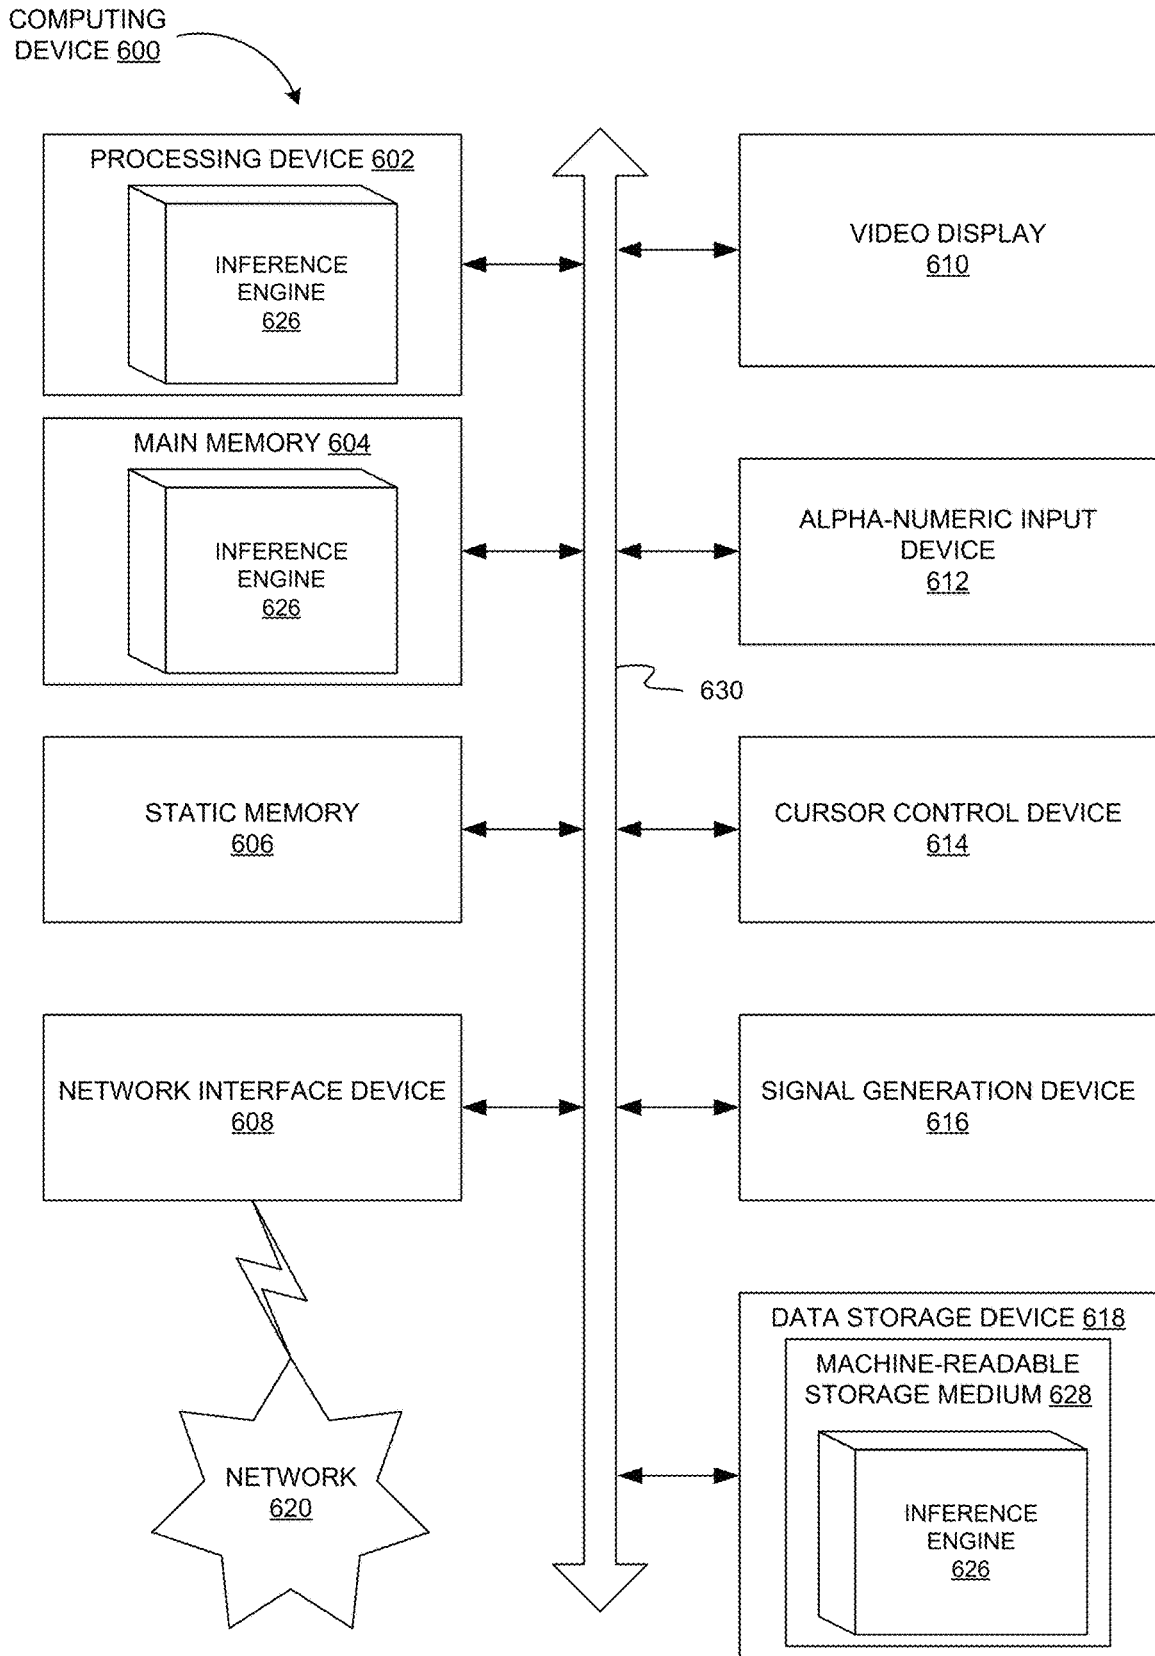 COMPUTING
DEVICE 600
PROCESSING DEVICE 602
INFERENCE
ENGINE
626
MAIN MEMORY 604
INFERENCE
ENGINE
626
STATIC MEMORY
606
NETWORK INTERFACE DEVICE
608
NETWORK
620
630
VIDEO DISPLAY
610
ALPHA-NUMERIC INPUT
DEVICE
612
CURSOR CONTROL DEVICE
614
SIGNAL GENERATION DEVICE
616
DATA STORAGE DEVICE 618
MACHINE-READABLE
STORAGE MEDIUM 628
INFERENCE
ENGINE
626